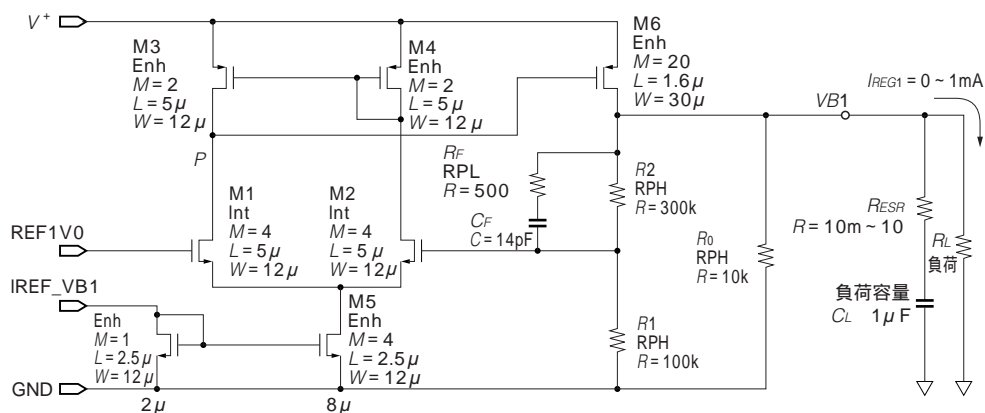 V+
M3
Enh
M = 2
L = 5µ
W = 12µ
M4
Enh
M = 2
L = 5µ
W = 12µ
M6
Enh
M = 20
L = 1.6µ
W = 30µ
IREG1 = 0 ~ 1mA
VB1
P
RF
RPL
R = 500
CF
C = 14pF
R2
RPH
R = 300k
R0
RPH
R = 10k
RESR
R = 10m ~ 10
RL
負荷
負荷容量
CL 1µF
M1
Int
M = 4
L = 5µ
W = 12µ
M2
Int
M = 4
L = 5µ
W = 12µ
REF1V0
IREF_VB1
Enh
M = 1
L = 2.5µ
W = 12µ
M5
Enh
M = 4
L = 2.5µ
W = 12µ
R1
RPH
R = 100k
GND
2µ
8µ